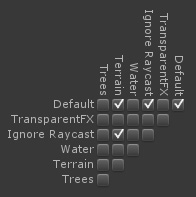 Trees
Terrain
Water
Ignore Raycast
TransparentFX
Default
Default
TransparentFX
Ignore Raycast
Water
Terrain
Trees